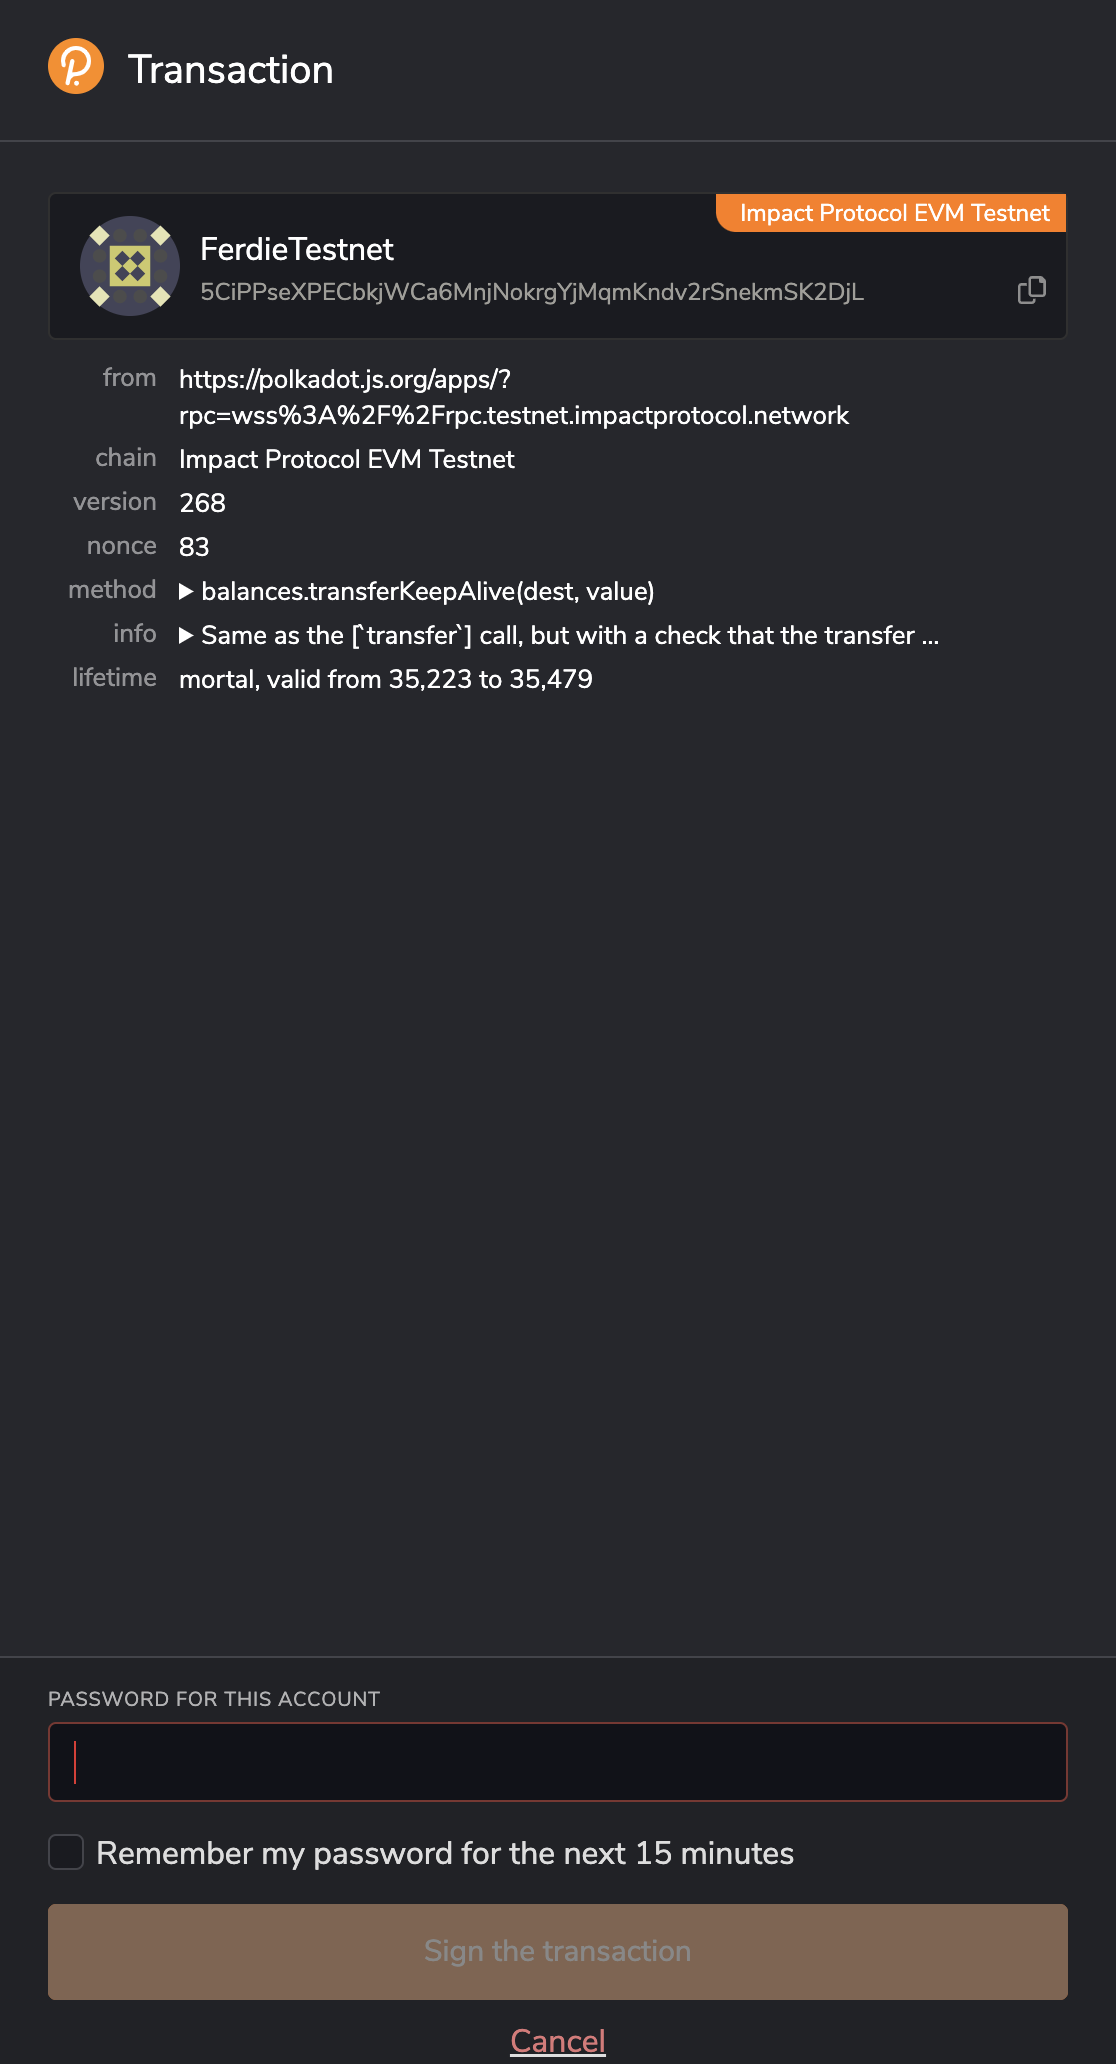 Transaction
Impact Protocol EVM Testnet
FerdieTestnet
5CiPPseXPECbkjWCa6MnjNokrgYjMqmKndv2rSnekmSK2DjL
from https://polkadot.js.org/apps/?
rpc=wss%3A%2F%2Frpc.testnet.impactprotocol.network
chain Impact Protocol EVM Testnet
version 268
nonce 83
method balances.transferKeepAlive(dest, value)
info Same as the [`transfer`] call, but with a check that the transfer ...
lifetime mortal, valid from 35,223 to 35,479
PASSWORD FOR THIS ACCOUNT
Remember my password for the next 15 minutes
Sign the transaction
Cancel